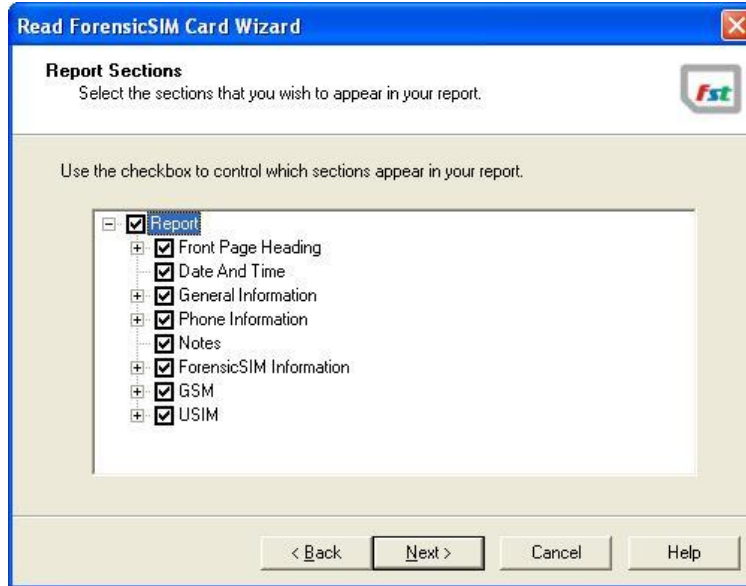 Read ForensicSIM Card Wizard
Report Sections
Select the sections that you wish to appear in your report.
fst
Use the checkbox to control which sections appear in your report.
Report
Front Page Heading
Date And Time
General Information
Phone Information
Notes
ForensicSIM Information
GSM
USIM
< Back Next > Cancel Help